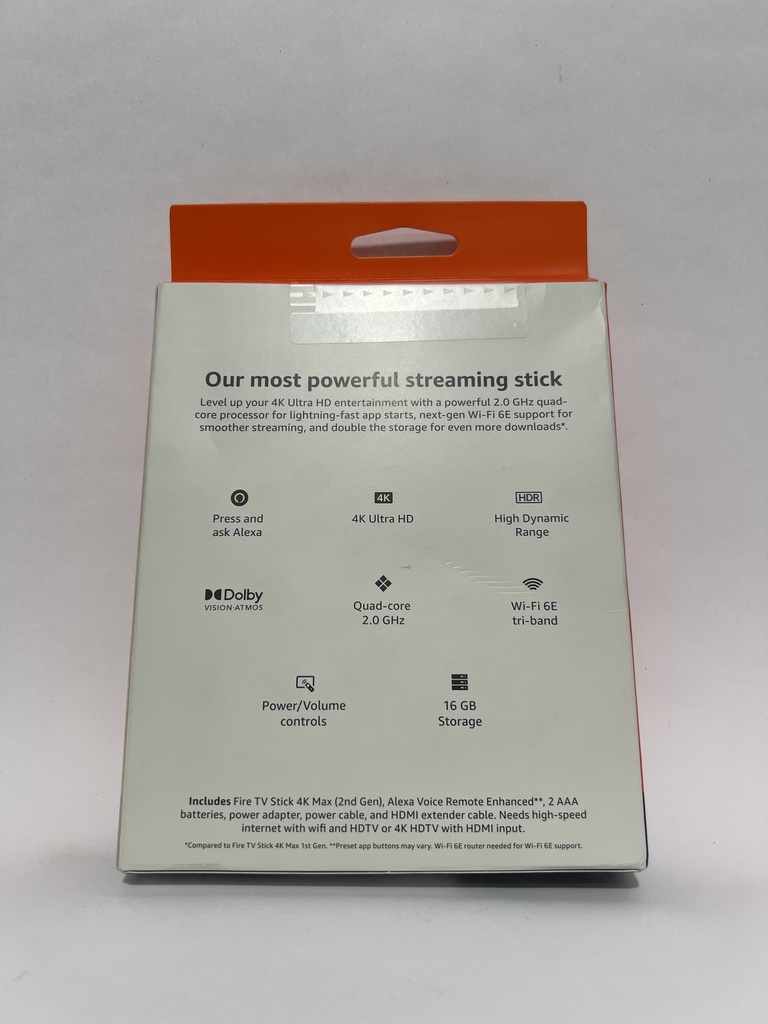 Our most powerful streaming stick
Level up your 4K Ultra HD entertainment with a powerful 2.0 GHz quad-
core processor for lightning-fast app starts, next-gen Wi-Fi 6E support for
smoother streaming, and double the storage for even more downloads*.
Press and
ask Alexa
4K
4K Ultra HD
HDR
High Dynamic
Range
Dolby
VISION·ATMOS
Quad-core
2.0 GHz
Wi-Fi 6E
tri-band
Power/Volume
controls
16 GB
Storage
Includes Fire TV Stick 4K Max (2nd Gen), Alexa Voice Remote Enhanced**, 2 AAA
batteries, power adapter, power cable, and HDMI extender cable. Needs high-speed
internet with wifi and HDTV or 4K HDTV with HDMI input.
*Compared to Fire TV Stick 4K Max 1st Gen. **Preset app buttons may vary. Wi-Fi 6E router needed for Wi-Fi 6E support.